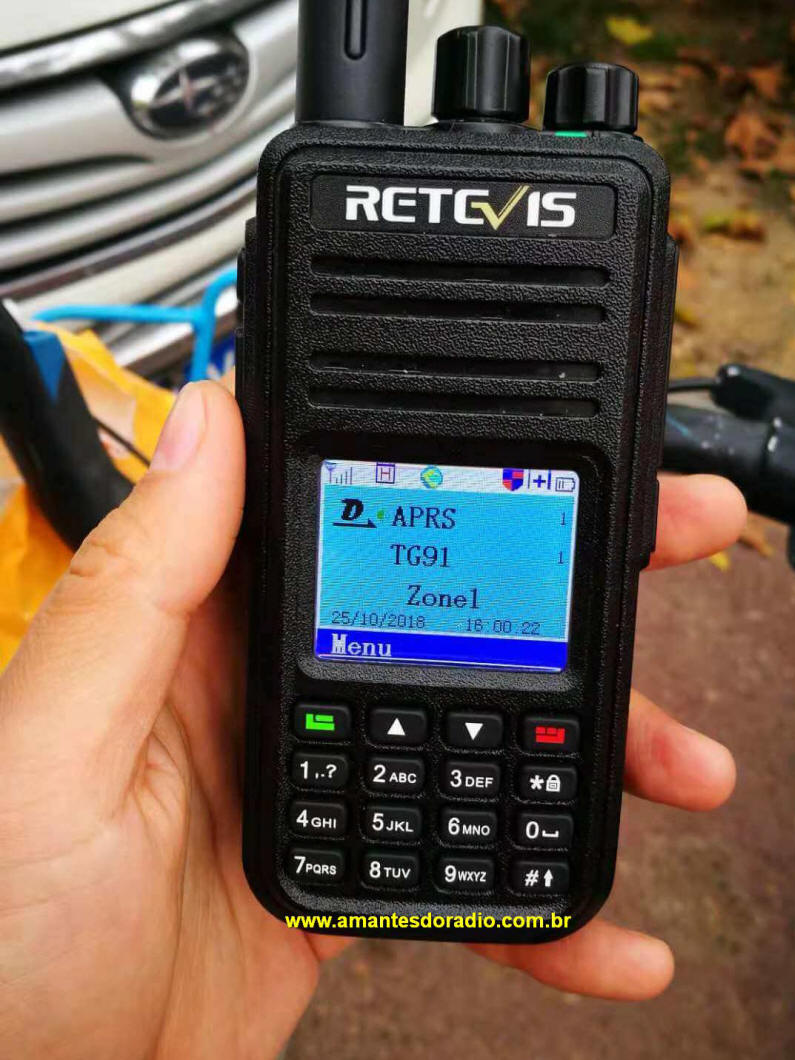 RETEVIS
H
D APRS 1
TG91 1
Zone1
25/10/2018 16:00:22
Menu
1,.? 2ABC 3DEF *
4GHI 5JKL 6MNO 0
7PQRS 8TUV 9WXYZ #
www.amantesdoradio.com.br